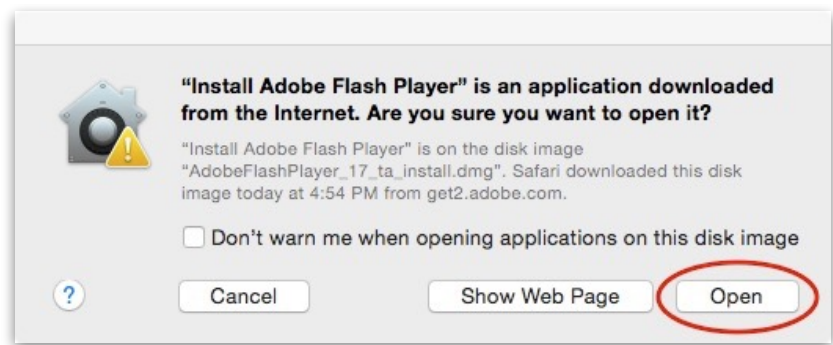 “Install Adobe Flash Player” is an application downloaded
from the Internet. Are you sure you want to open it?
“Install Adobe Flash Player” is on the disk image
“AdobeFlashPlayer_17_ta_install.dmg”. Safari downloaded this disk
image today at 4:54 PM from get2.adobe.com.
Don’t warn me when opening applications on this disk image
?
Cancel
Show Web Page
Open